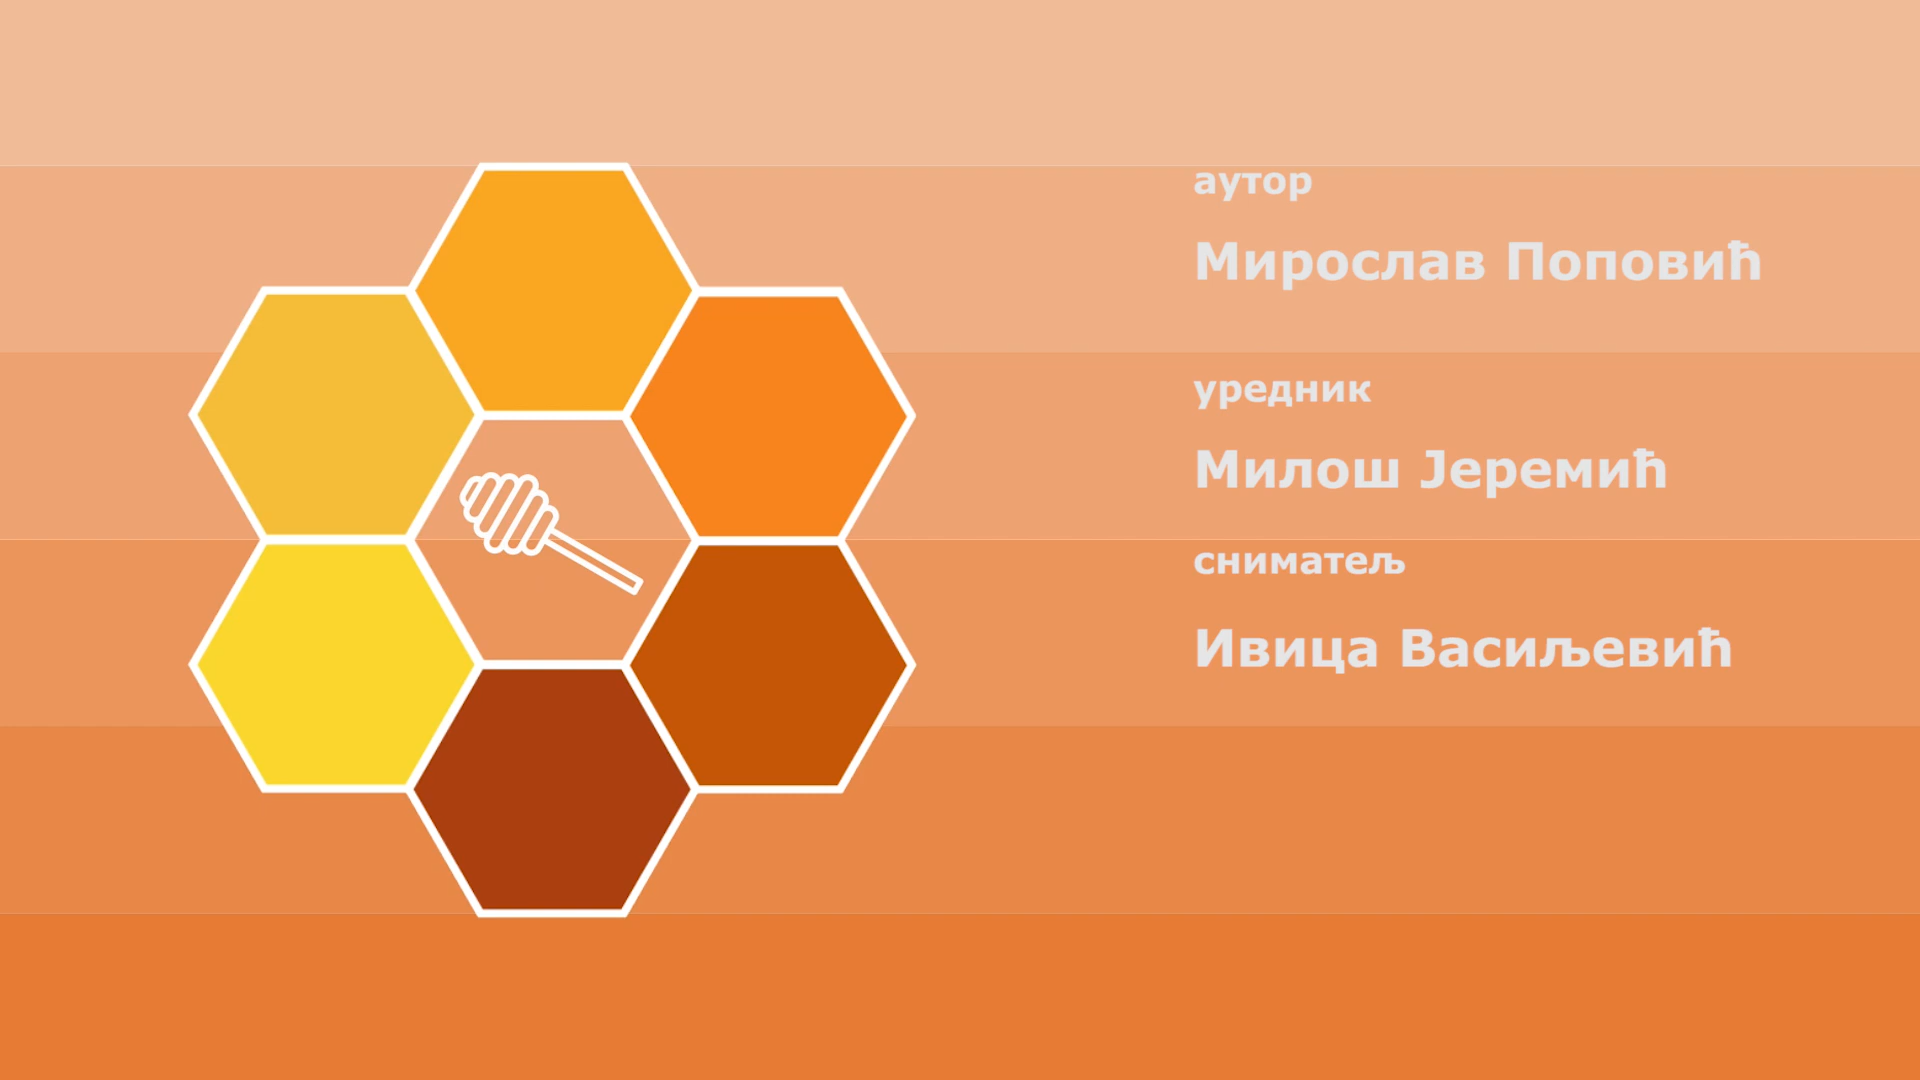 аутор
Мирослав Поповић
уредник
Милош Јеремић
сниматељ
Ивица Васиљевић